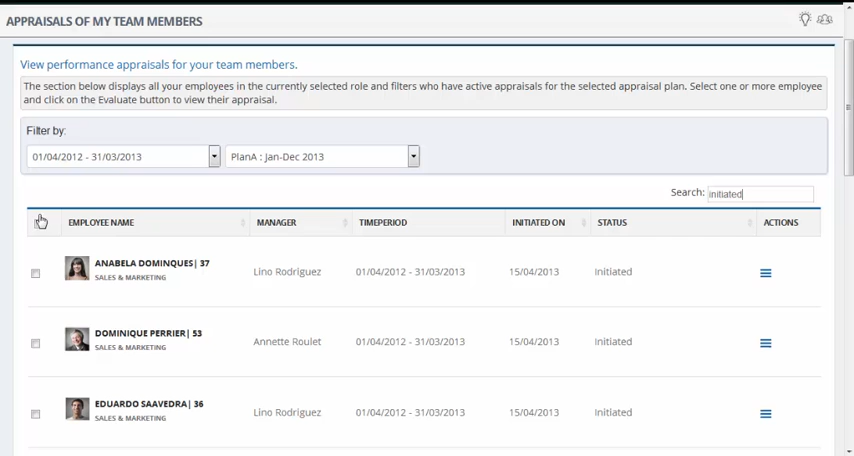 APPRAISALS OF MY TEAM MEMBERS
View performance appraisals for your team members.
The section below displays all your employees in the currently selected role and filters who have active appraisals for the selected appraisal plan. Select one or more employee
and click on the Evaluate button to view their appraisal.
Filter by:
01/04/2012 - 31/03/2013 PlanA : Jan-Dec 2013
Search: initiated
EMPLOYEE NAME MANAGER TIMEPERIOD INITIATED ON STATUS ACTIONS
ANABELA DOMINQUES| 37
SALES & MARKETING
Lino Rodriguez 01/04/2012 - 31/03/2013 15/04/2013 Initiated
DOMINIQUE PERRIER| 53
SALES & MARKETING
Annette Roulet 01/04/2012 - 31/03/2013 15/04/2013 Initiated
EDUARDO SAAVEDRA| 36
SALES & MARKETING
Lino Rodriguez 01/04/2012 - 31/03/2013 15/04/2013 Initiated